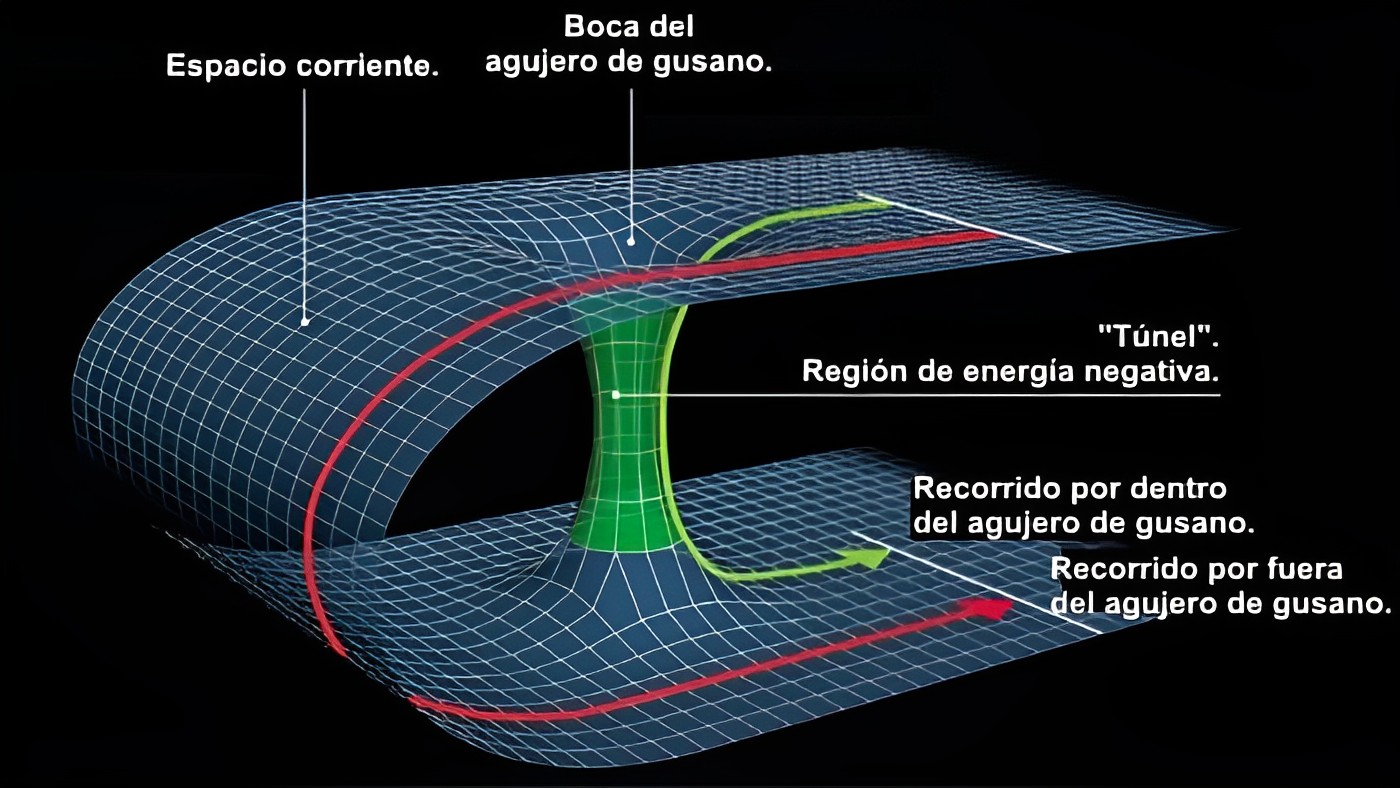 Espacio corriente.
Boca del
agujero de gusano.
"Túnel".
Región de energía negativa.
Recorrido por dentro
del agujero de gusano.
Recorrido por fuera
del agujero de gusano.